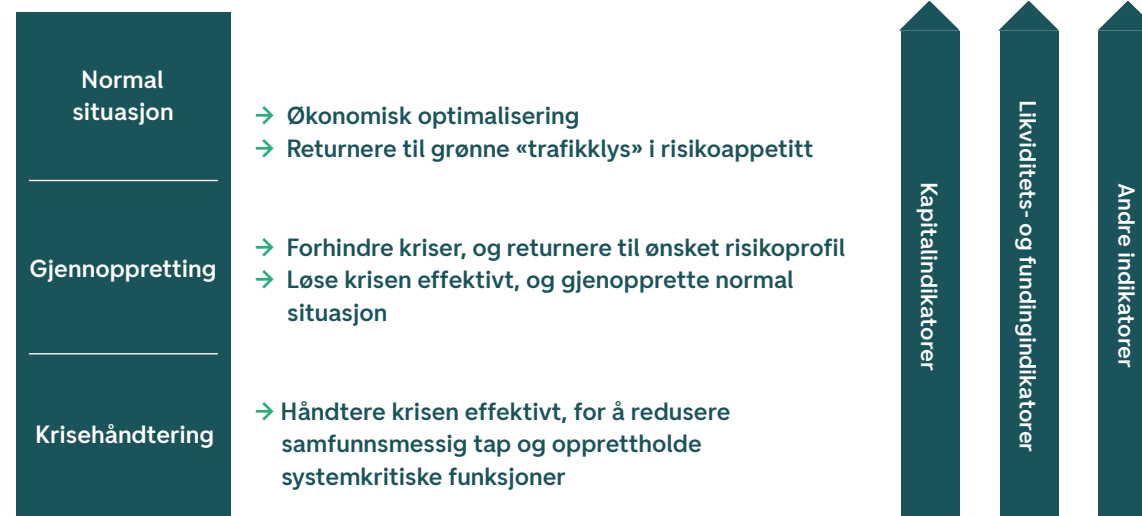 Normal
situasjon
→ Økonomisk optimalisering
→ Returnere til grønne «trafikklys» i risikoappetitt
Gjennoppretting
→ Forhindre kriser, og returnere til ønsket risikoprofil
→ Løse krisen effektivt, og gjenopprette normal
situasjon
Krisehåndtering
→ Håndtere krisen effektivt, for å redusere
samfunnsmessig tap og opprettholde
systemkritiske funksjoner
Kapitalindikatorer
Likviditets- og fundingindikatorer
Andre indikatorer